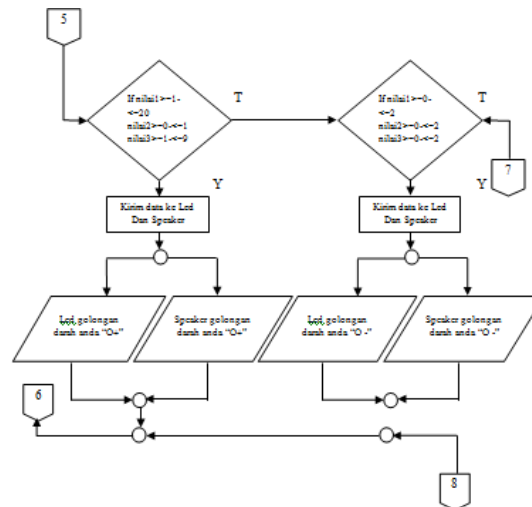 5
If nilai1>=1-
<=20
nilai2>=0-<=1
nilai3>=1-<=9
T
If nilai1>=0-
<=2
nilai2>=0-<=2
nilai3>=0-<=2
T
7
Y
Y
Kirim data ke Led
Dan Speaker
Kirim data ke Led
Dan Speaker
Led golongan
darah anda "O+"
Speaker golongan
darah anda "O+"
Led golongan
darah anda "O -"
Speaker golongan
darah anda "O -"
6
8